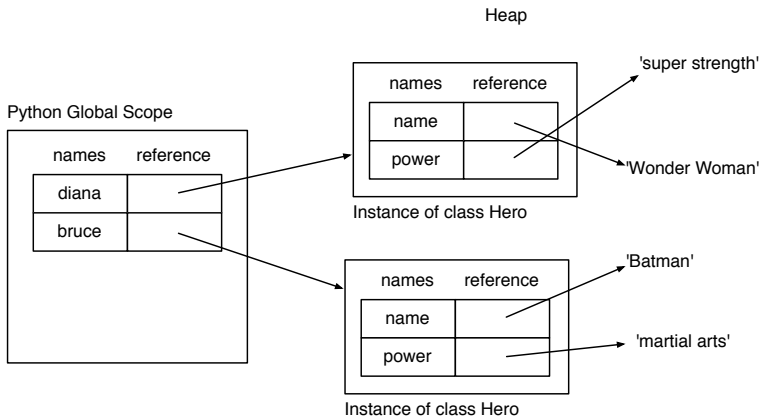 Heap
Python Global Scope
names reference
diana
bruce
names reference
name
power
Instance of class Hero
'super strength'
'Wonder Woman'
names reference
name
power
Instance of class Hero
'Batman'
'martial arts'